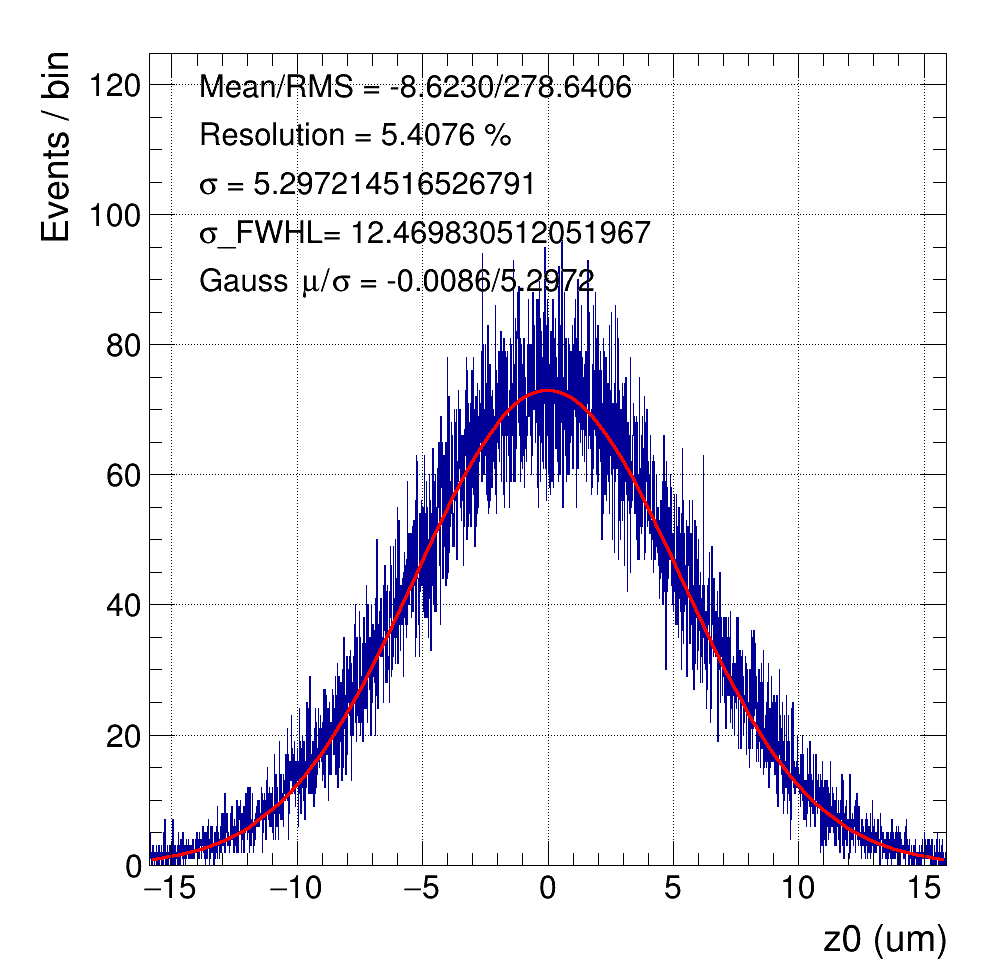 Events / bin
120
100
80
60
40
20
0
Mean/RMS = -8.6230/278.6406
Resolution = 5.4076 %
σ = 5.297214516526791
σ_FWHL= 12.469830512051967
Gauss μ/σ = -0.0086/5.2972
−15 −10 −5 0 5 10 15
z0 (um)